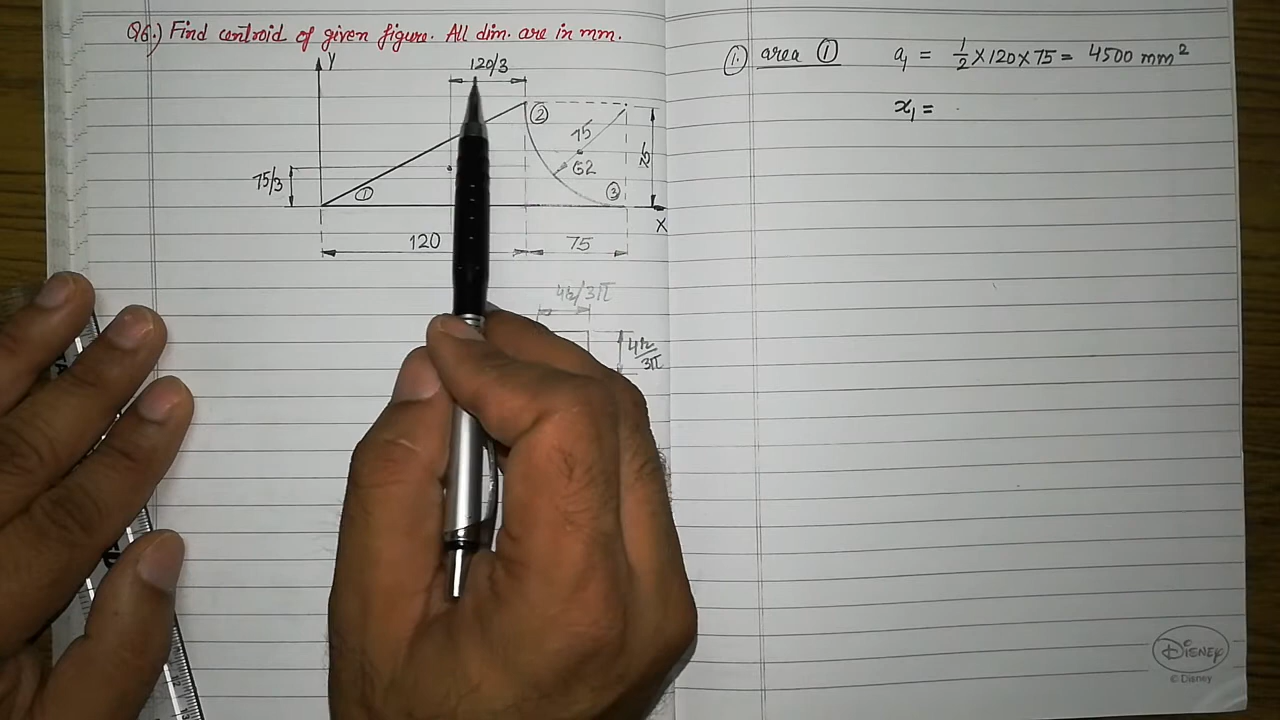 Q6.) Find centroid of given figure. All dim. are in mm.
Y
120/3
②
75
75
G2
75/3
①
③
X
120
75
4r/3π
4r/3π
1. area ① a₁ = 1/2 × 120 × 75 = 4500 mm²
x₁ =
DISNEY
© Disney